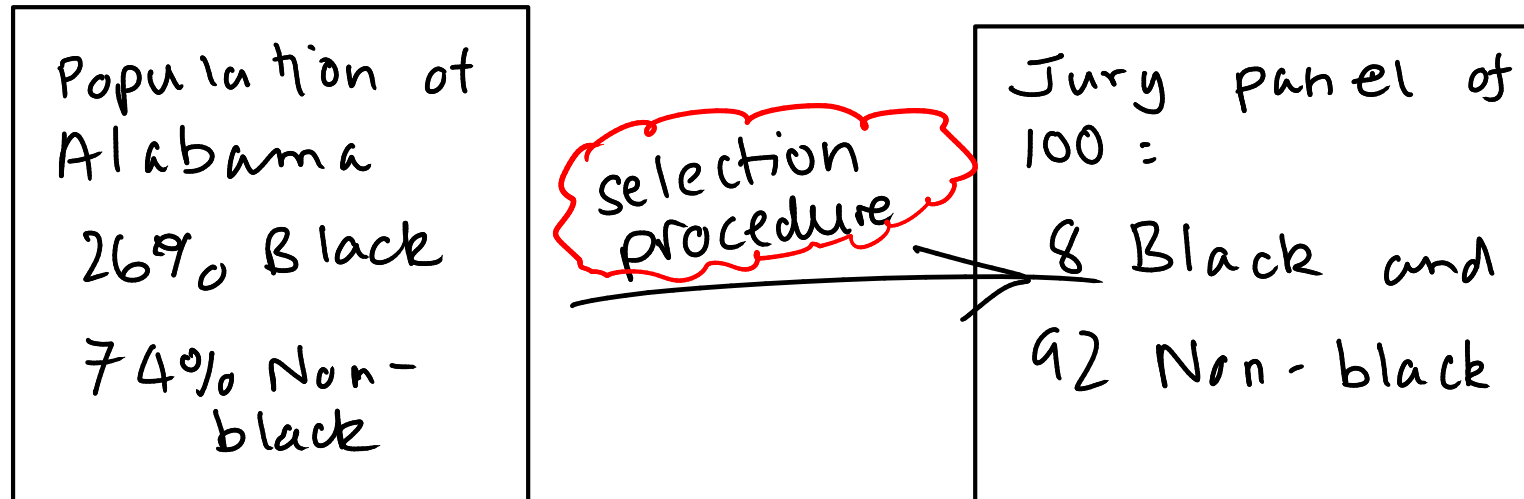 Population of
Alabama
26% Black
74% Non-
black
selection
procedure
Jury panel of
100 :
8 Black and
92 Non-black